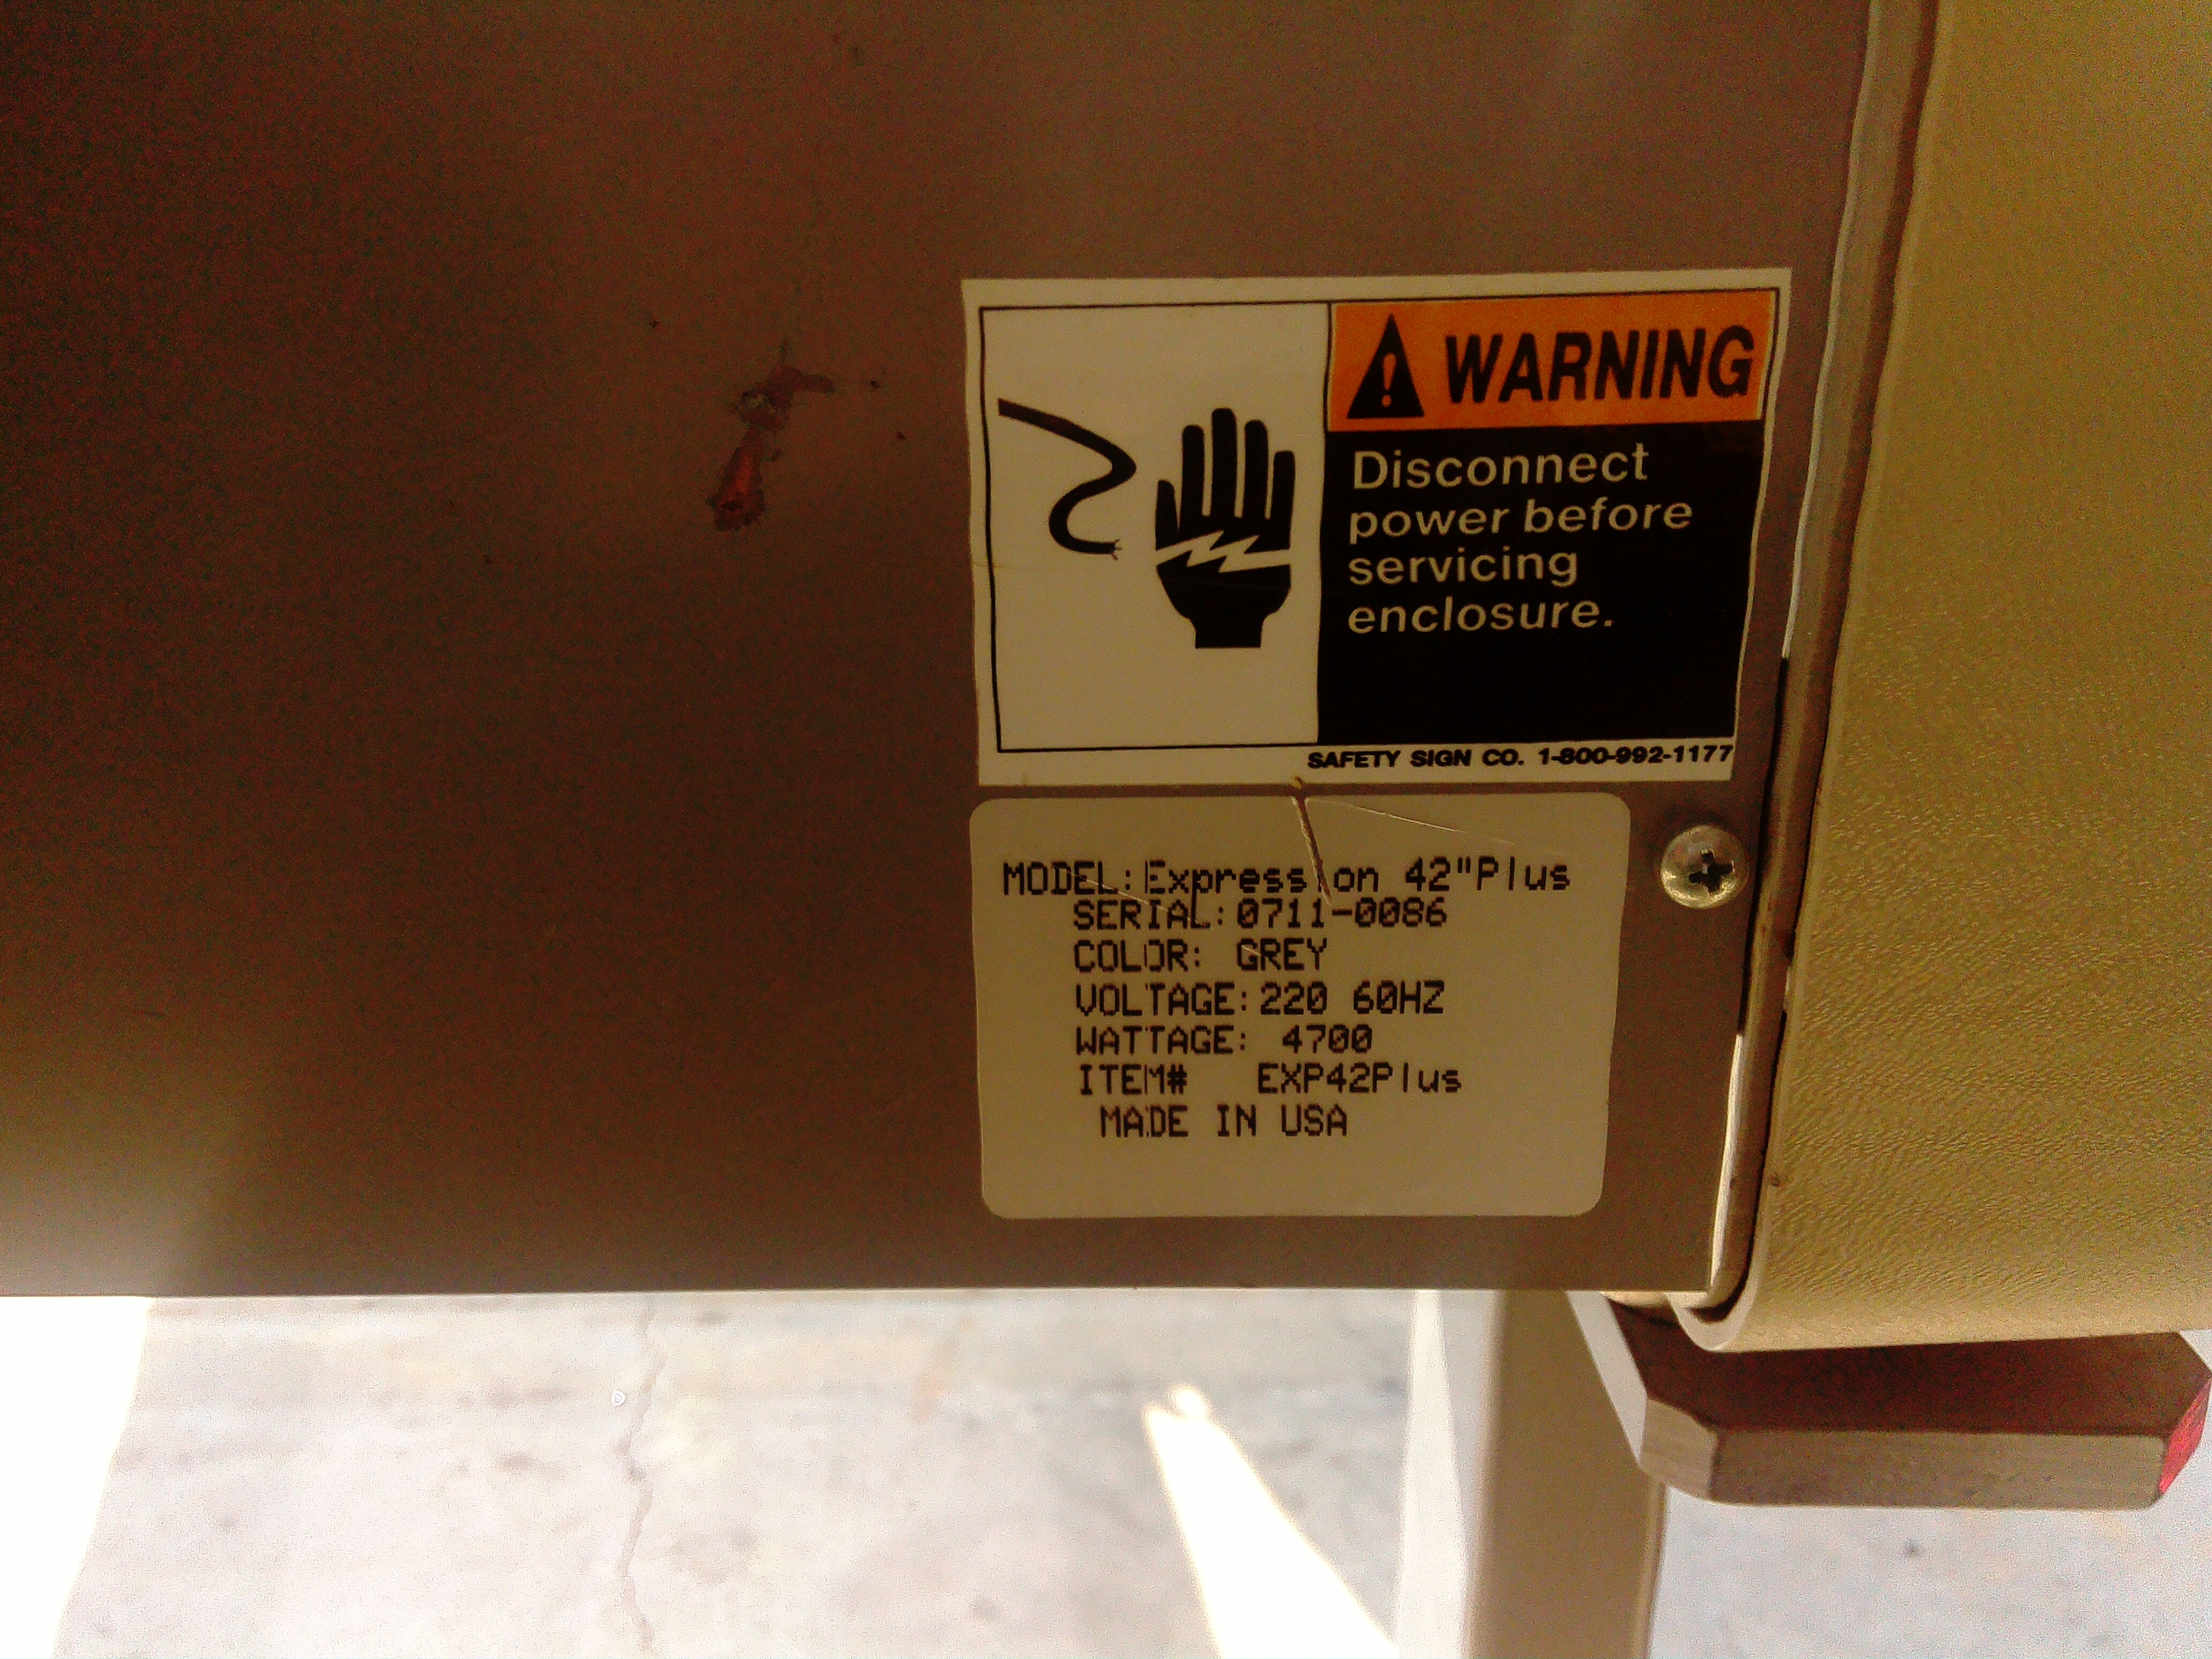 WARNING
Disconnect
power before
servicing
enclosure.
SAFETY SIGN CO. 1-800-992-1177
MODEL: Expression 42"Plus
SERIAL: 0711-0086
COLOR: GREY
VOLTAGE: 220 60HZ
WATTAGE: 4700
ITEM# EXP42Plus
MADE IN USA